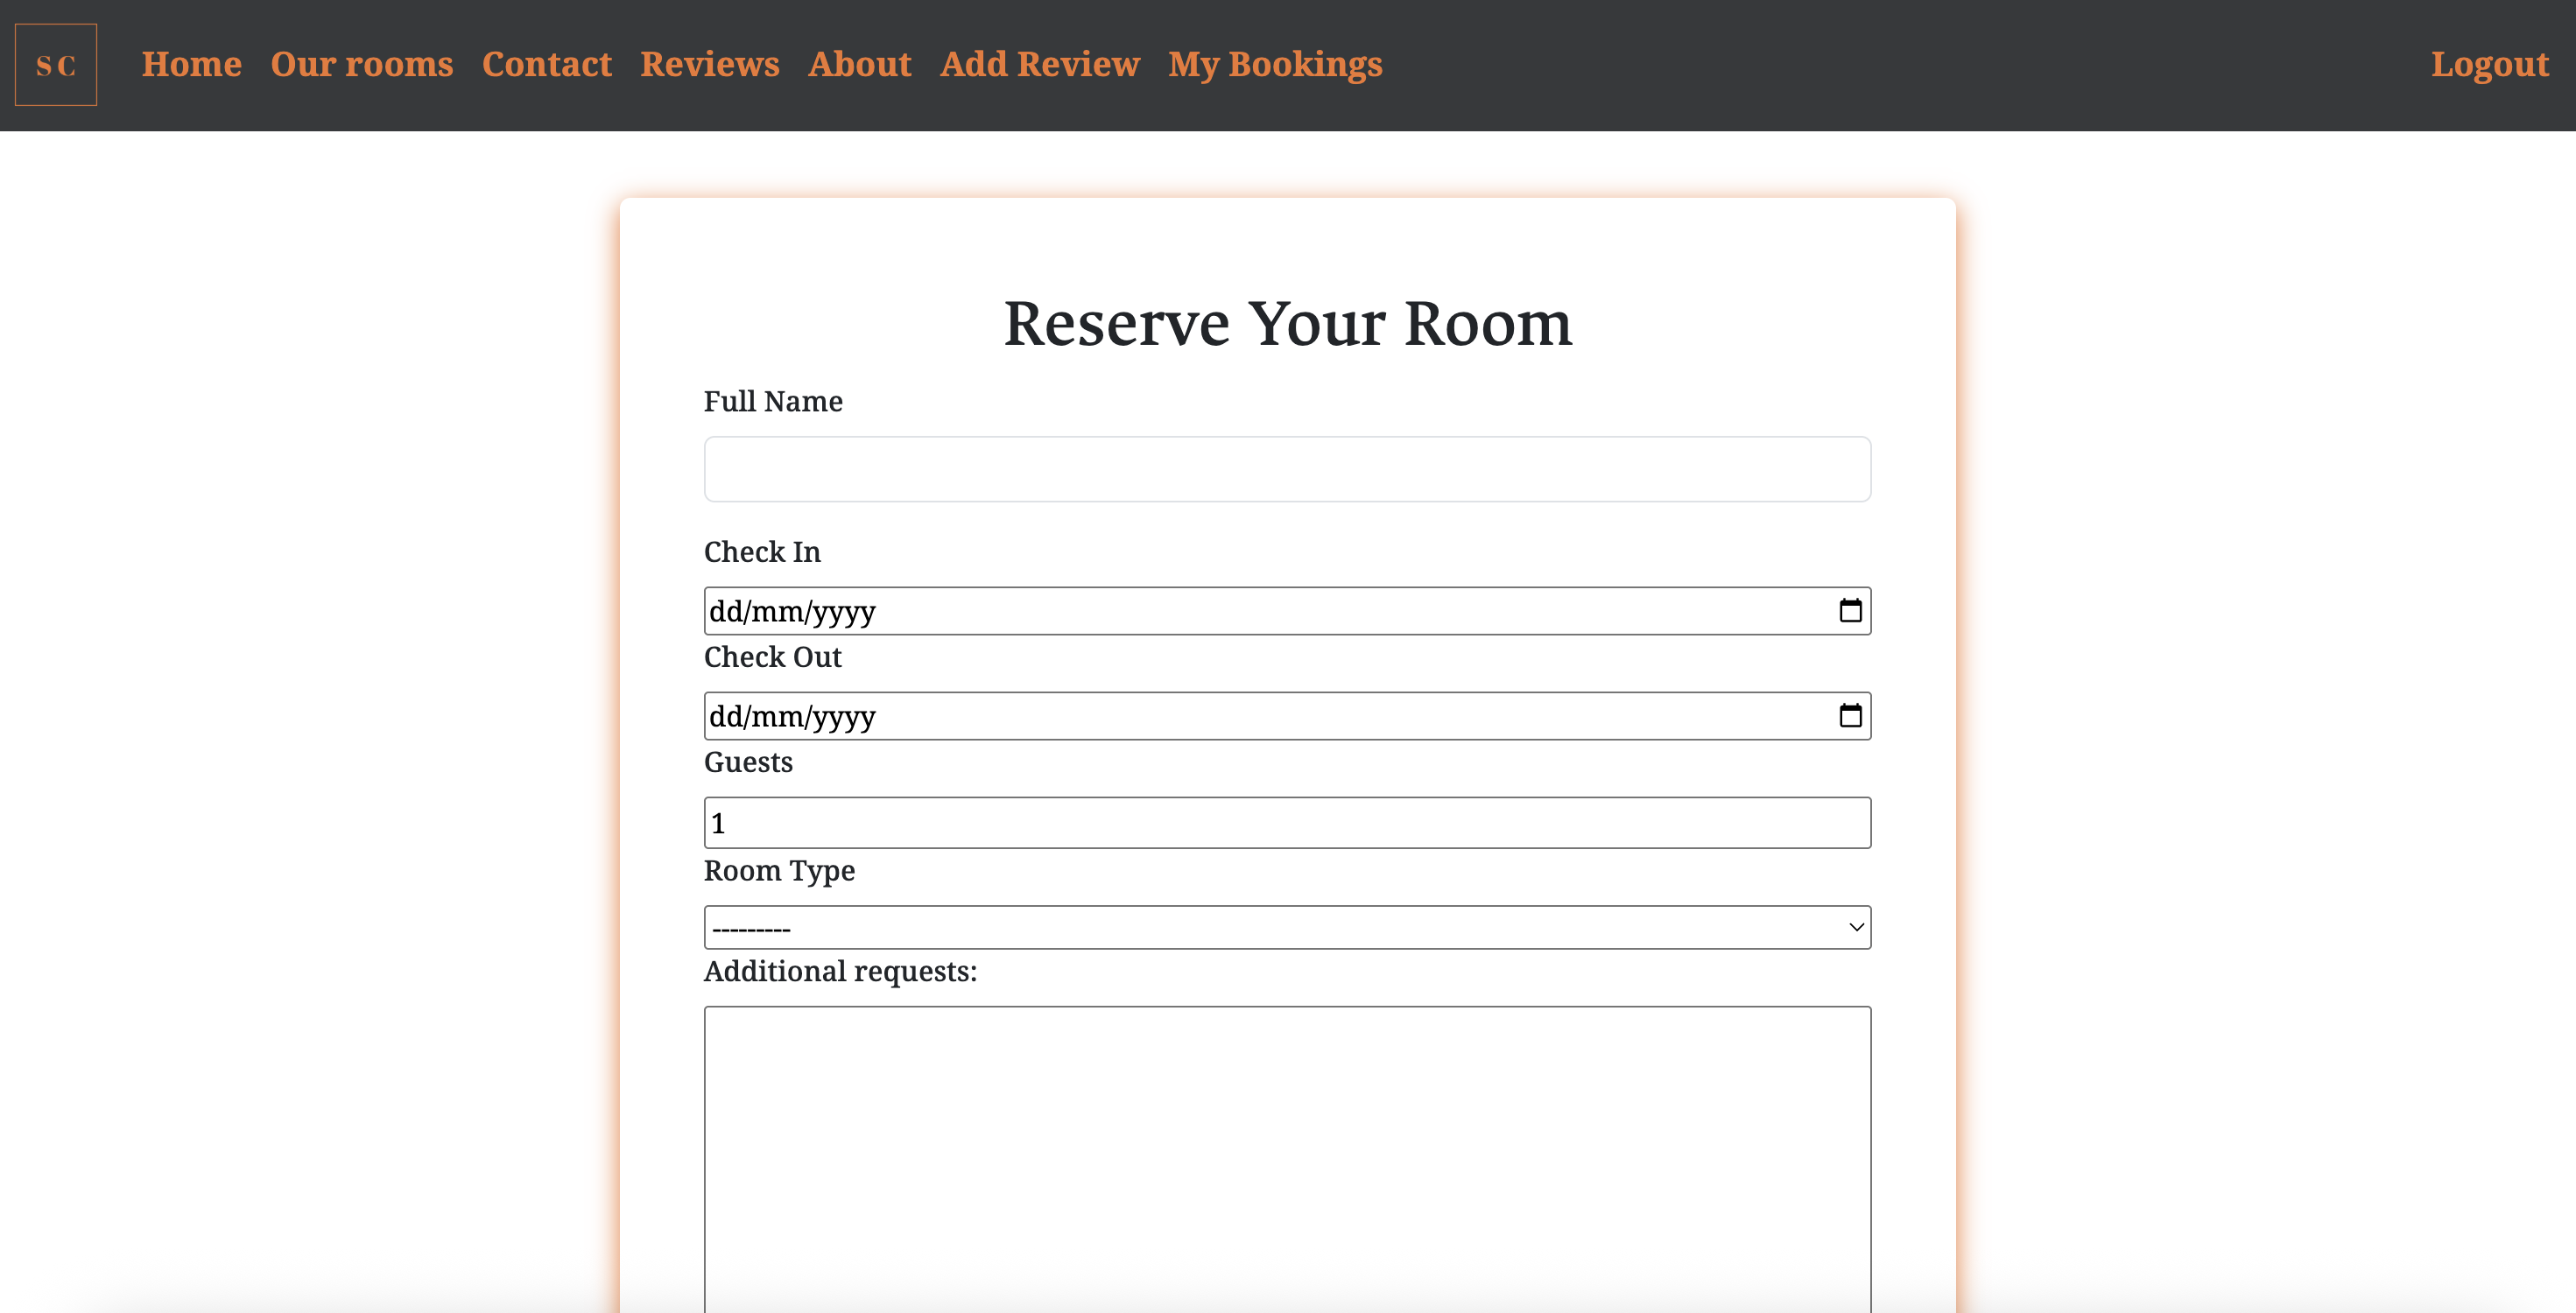 SC Home Our rooms Contact Reviews About Add Review My Bookings Logout
Reserve Your Room
Full Name
Check In
dd/mm/yyyy
Check Out
dd/mm/yyyy
Guests
1
Room Type
---------
Additional requests: